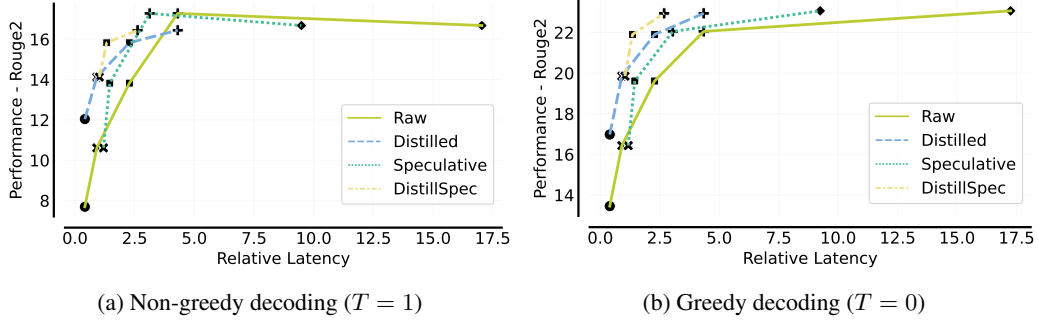 Performance - Rouge2
16
14
12
10
8
0.0 2.5 5.0 7.5 10.0 12.5 15.0 17.5
Relative Latency
Raw
Distilled
Speculative
DistillSpec
(a) Non-greedy decoding (T = 1)
Performance - Rouge2
22
20
18
16
14
0.0 2.5 5.0 7.5 10.0 12.5 15.0 17.5
Relative Latency
Raw
Distilled
Speculative
DistillSpec
(b) Greedy decoding (T = 0)